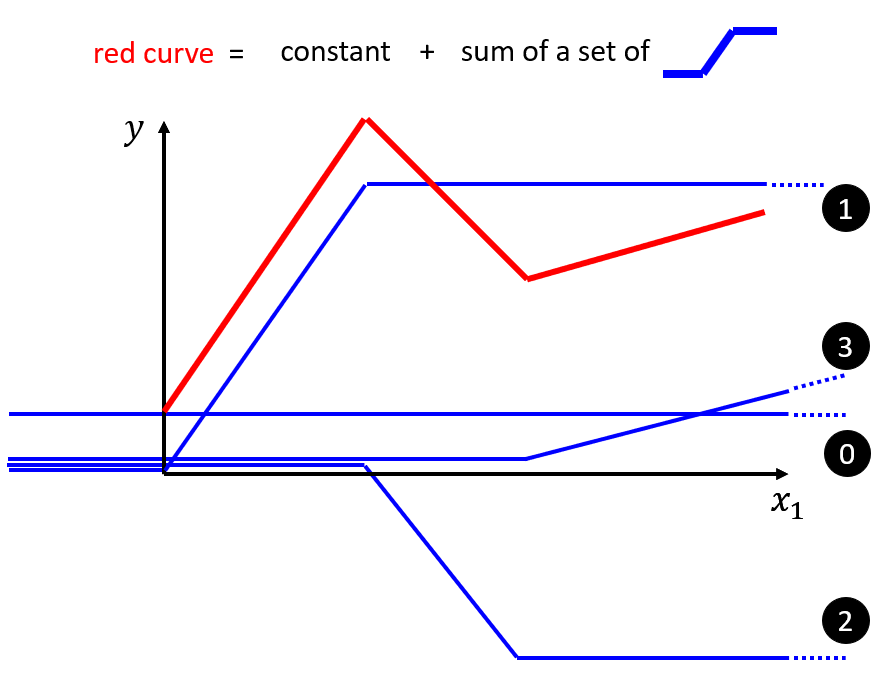 red curve = constant + sum of a set of
y
1
3
0
x₁
2